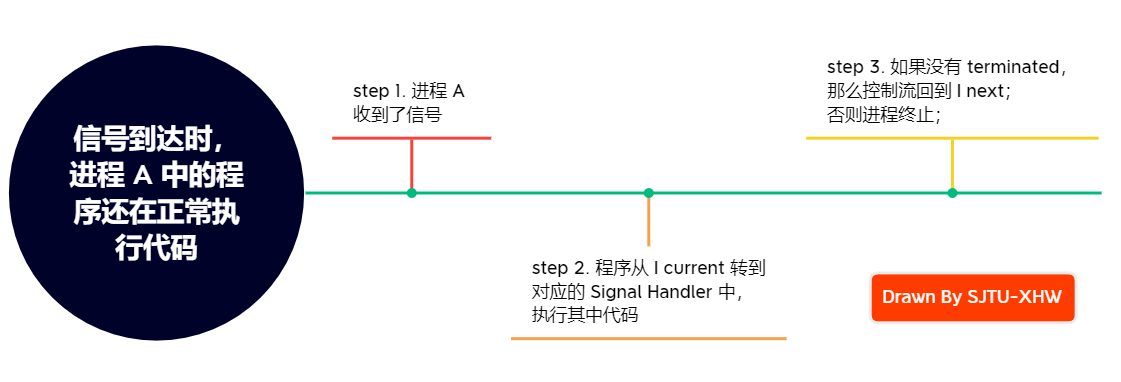 信号到达时，
进程 A 中的程
序还在正常执
行代码
step 1. 进程 A
收到了信号
step 2. 程序从 I current 转到
对应的 Signal Handler 中，
执行其中代码
step 3. 如果没有 terminated，
那么控制流回到 I next；
否则进程终止；
Drawn By SJTU-XHW